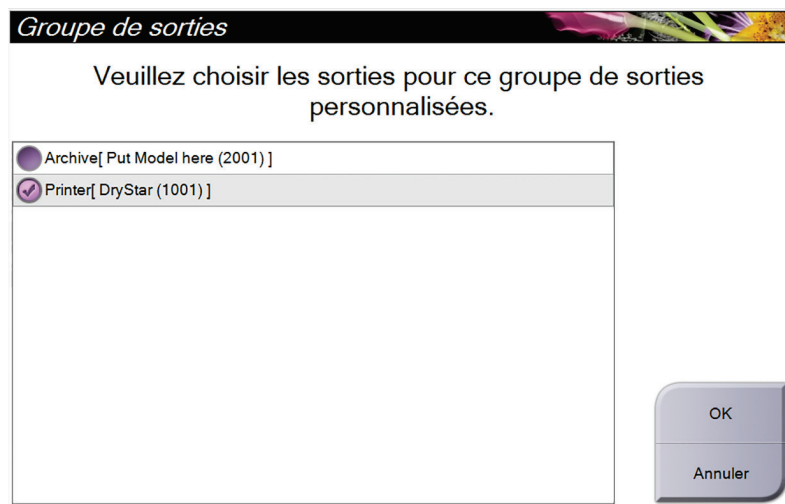 Groupe de sorties
Veuillez choisir les sorties pour ce groupe de sorties
personnalisées.
Archive[ Put Model here (2001) ]
Printer[ DryStar (1001) ]
OK
Annuler